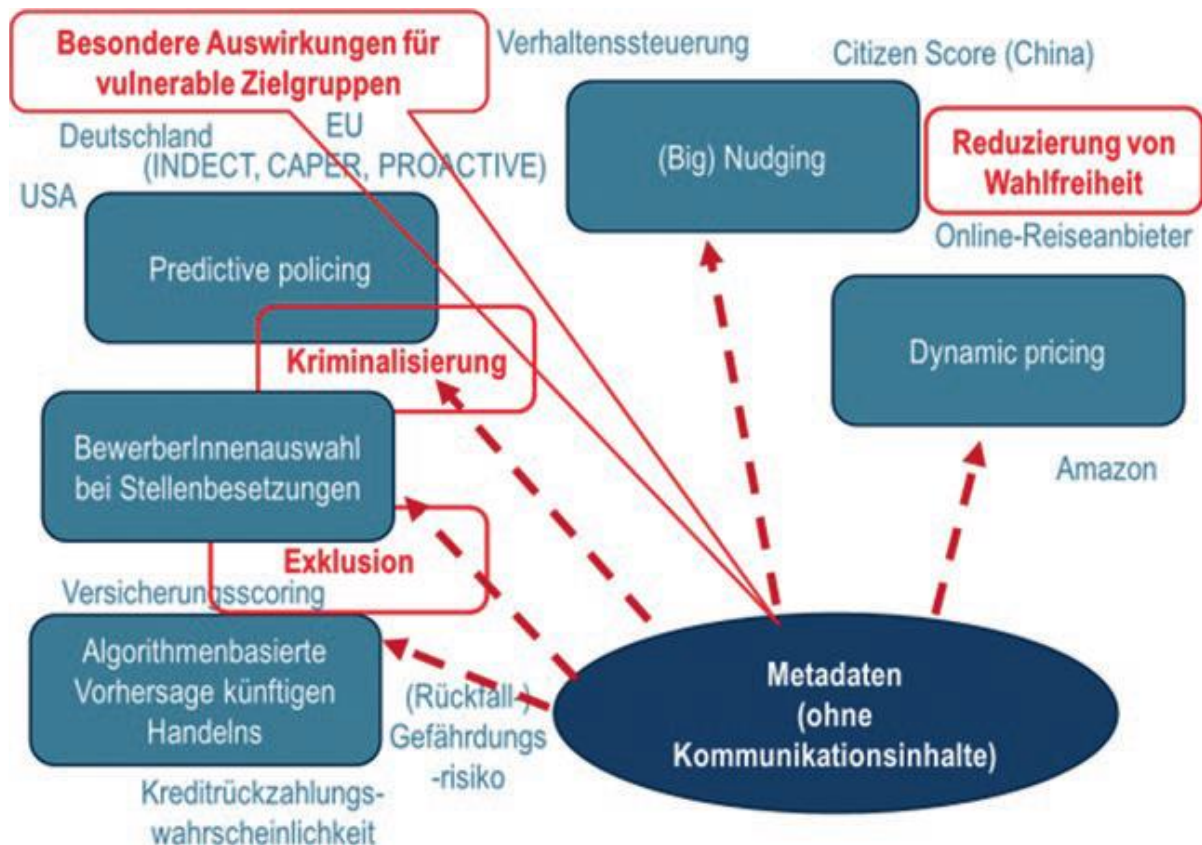 Besondere Auswirkungen für
vulnerable Zielgruppen
Verhaltenssteuerung
Citizen Score (China)
Deutschland
EU
(INDECT, CAPER, PROACTIVE)
USA
(Big) Nudging
Reduzierung von
Wahlfreiheit
Online-Reiseanbieter
Predictive policing
Kriminalisierung
Dynamic pricing
BewerberInnenauswahl
bei Stellenbesetzungen
Amazon
Exklusion
Versicherungsscoring
Algorithmenbasierte
Vorhersage künftigen
Handelns
(Rückfall-)
Gefährdungs
-risiko
Metadaten
(ohne
Kommunikationsinhalte)
Kreditrückzahlungs-
wahrscheinlichkeit